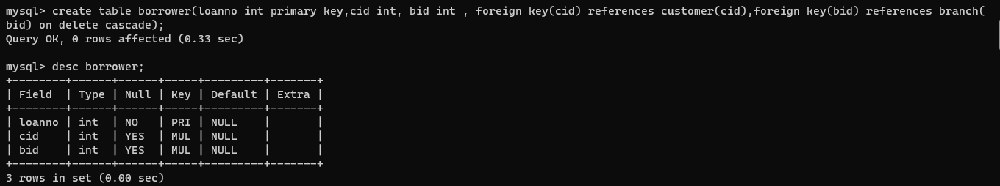 mysql> create table borrower(loanno int primary key,cid int, bid int , foreign key(cid) references customer(cid),foreign key(bid) references branch(
bid) on delete cascade);
Query OK, 0 rows affected (0.33 sec)

mysql> desc borrower;
+--------+------+------+-----+---------+-------+
| Field  | Type | Null | Key | Default | Extra |
+--------+------+------+-----+---------+-------+
| loanno | int  | NO   | PRI | NULL    |       |
| cid    | int  | YES  | MUL | NULL    |       |
| bid    | int  | YES  | MUL | NULL    |       |
+--------+------+------+-----+---------+-------+
3 rows in set (0.00 sec)